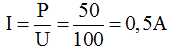 I = P/U = 50/100 = 0,5A